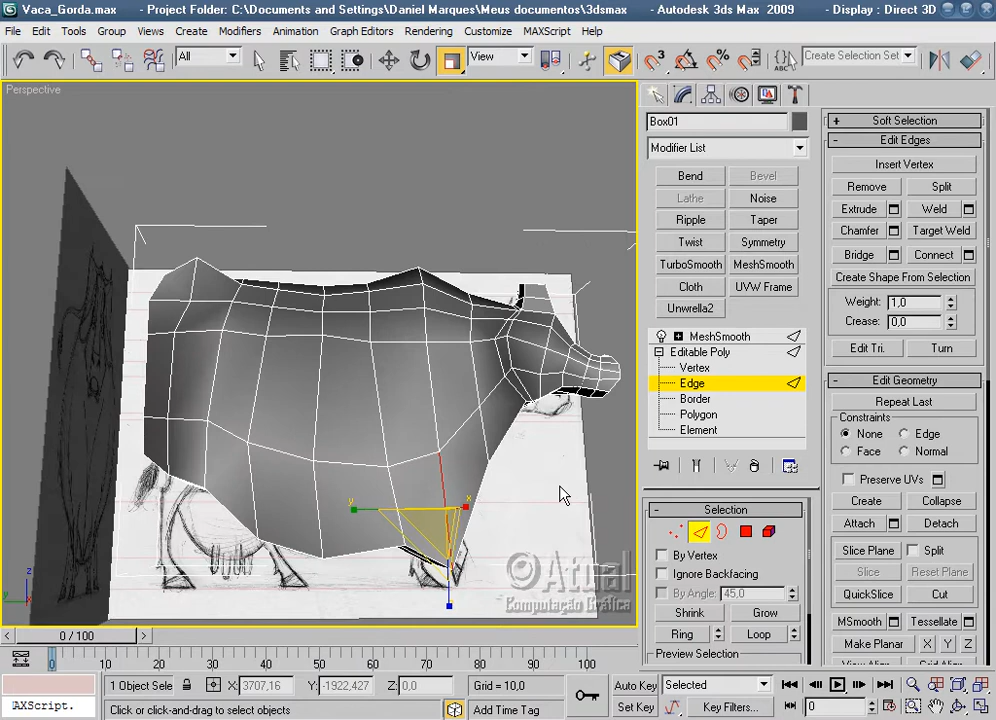 Vaca_Gorda.max - Project Folder: C:\Documents and Settings\Daniel Marques\Meus documentos\3dsmax - Autodesk 3ds Max 2009 - Display : Direct 3D
File Edit Tools Group Views Create Modifiers Animation Graph Editors Rendering Customize MAXScript Help
All View Create Selection Set
Perspective
Box01
Modifier List
Bend Bevel
Lathe Noise
Ripple Taper
Twist Symmetry
TurboSmooth MeshSmooth
Cloth UVW Frame
Unwrella2
MeshSmooth
Editable Poly
Vertex
Edge
Border
Polygon
Element
Selection
By Vertex
Ignore Backfacing
By Angle: 45,0
Shrink Grow
Ring Loop
Preview Selection
Soft Selection
Edit Edges
Insert Vertex
Remove Split
Extrude Weld
Chamfer Target Weld
Bridge Connect
Create Shape From Selection
Weight: 1,0
Crease: 0,0
Edit Tri. Turn
Edit Geometry
Repeat Last
Constraints
None Edge
Face Normal
Preserve UVs
Create Collapse
Attach Detach
Slice Plane Split
Slice Reset Plane
QuickSlice Cut
MSmooth Tessellate
Make Planar X Y Z
x
y
z
Atual
Computação Gráfica
z
y
0 / 100
0 10 20 30 40 50 60 70 80 90 100
1 Object Sele X: 3707,16 Y: -1922,427 Z: 0,0 Grid = 10,0 Auto Key Selected
AXScript. Click or click-and-drag to select objects Add Time Tag Set Key Key Filters... 0